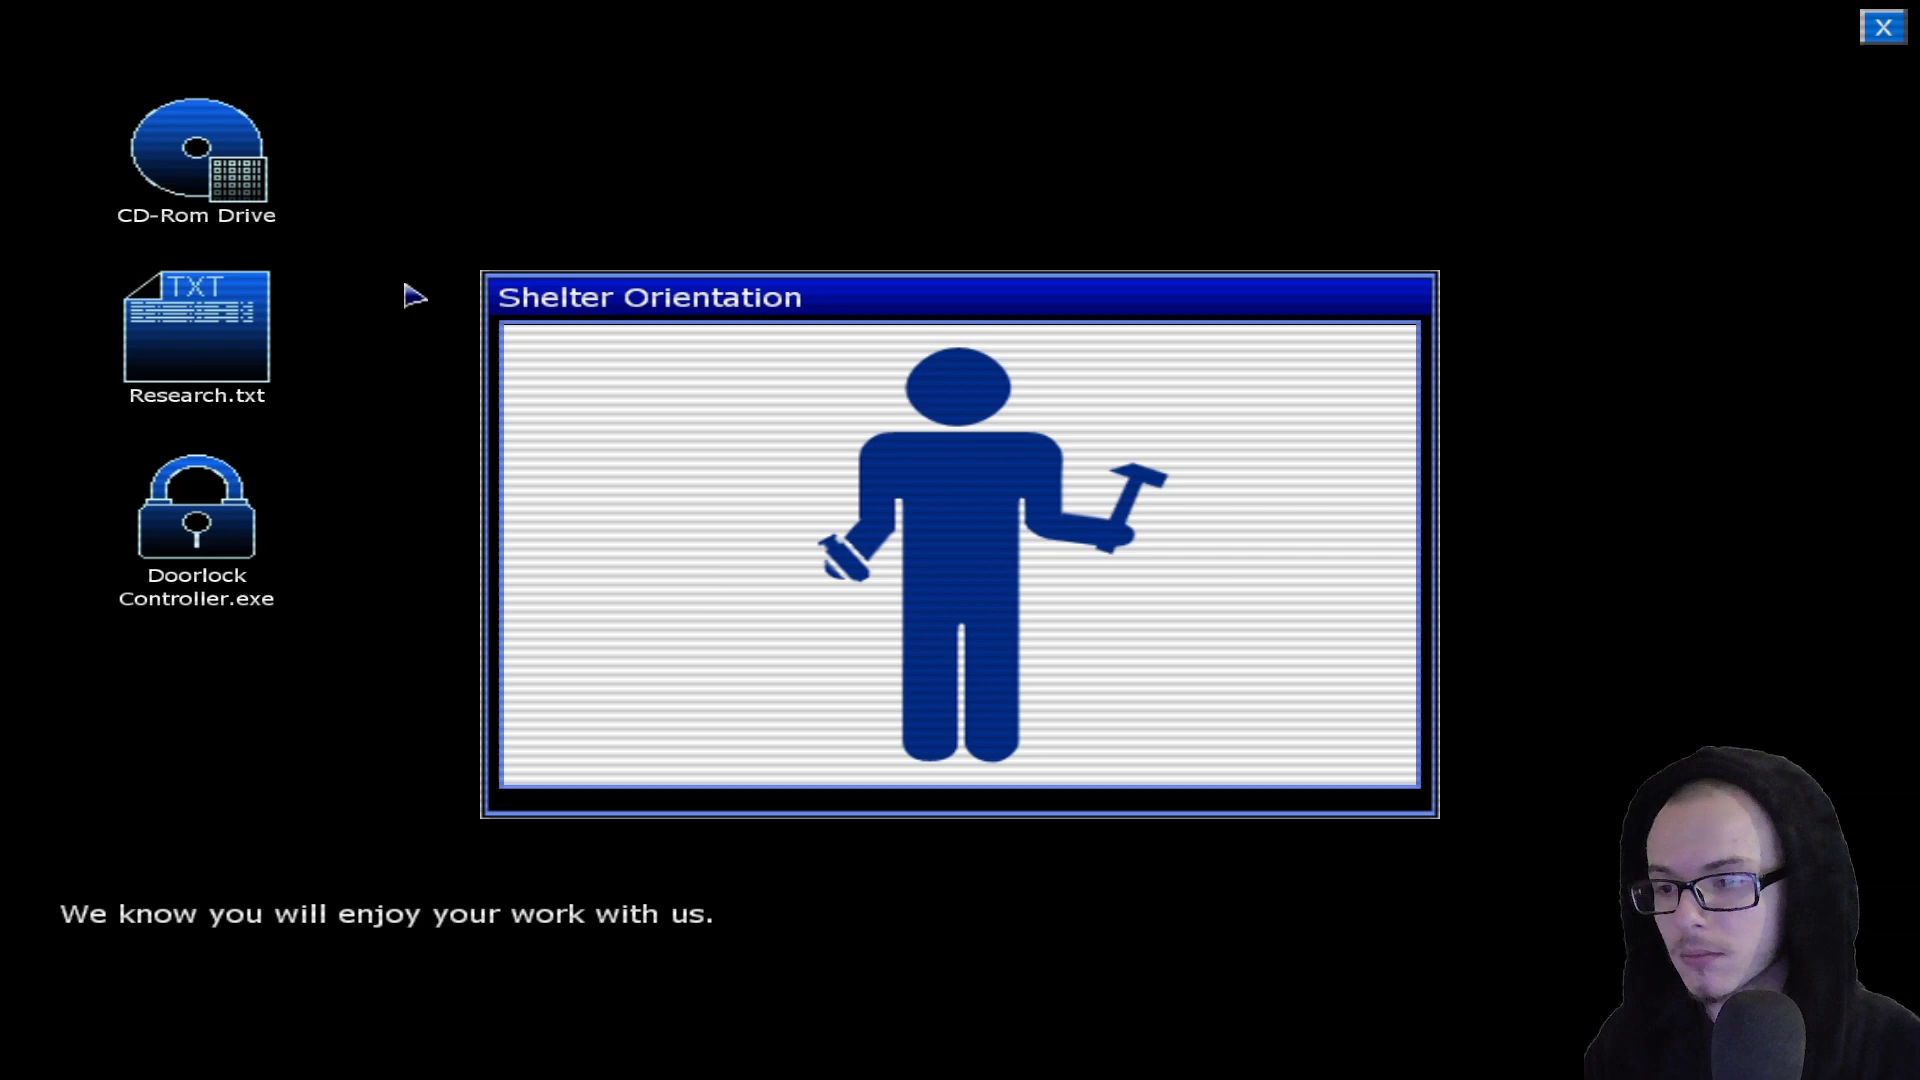 X
CD-Rom Drive
TXT
Research.txt
Doorlock
Controller.exe
Shelter Orientation
We know you will enjoy your work with us.